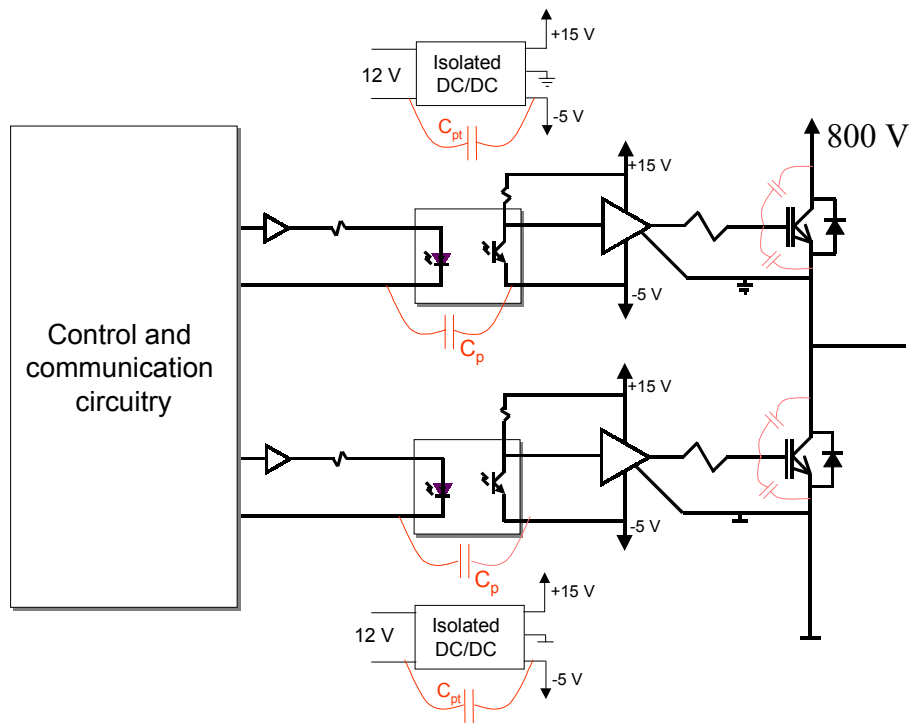 +15 V
12 V
Isolated
DC/DC
Cpt
-5 V
800 V
+15 V
-5 V
Cp
Control and
communication
circuitry
+15 V
-5 V
Cp
+15 V
12 V
Isolated
DC/DC
-5 V
Cpt